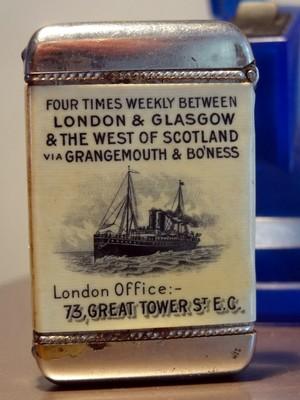 FOUR TIMES WEEKLY BETWEEN
LONDON & GLASGOW
& THE WEST OF SCOTLAND
VIA GRANGEMOUTH & BO'NESS
London Office:-
73, GREAT TOWER ST E.C.